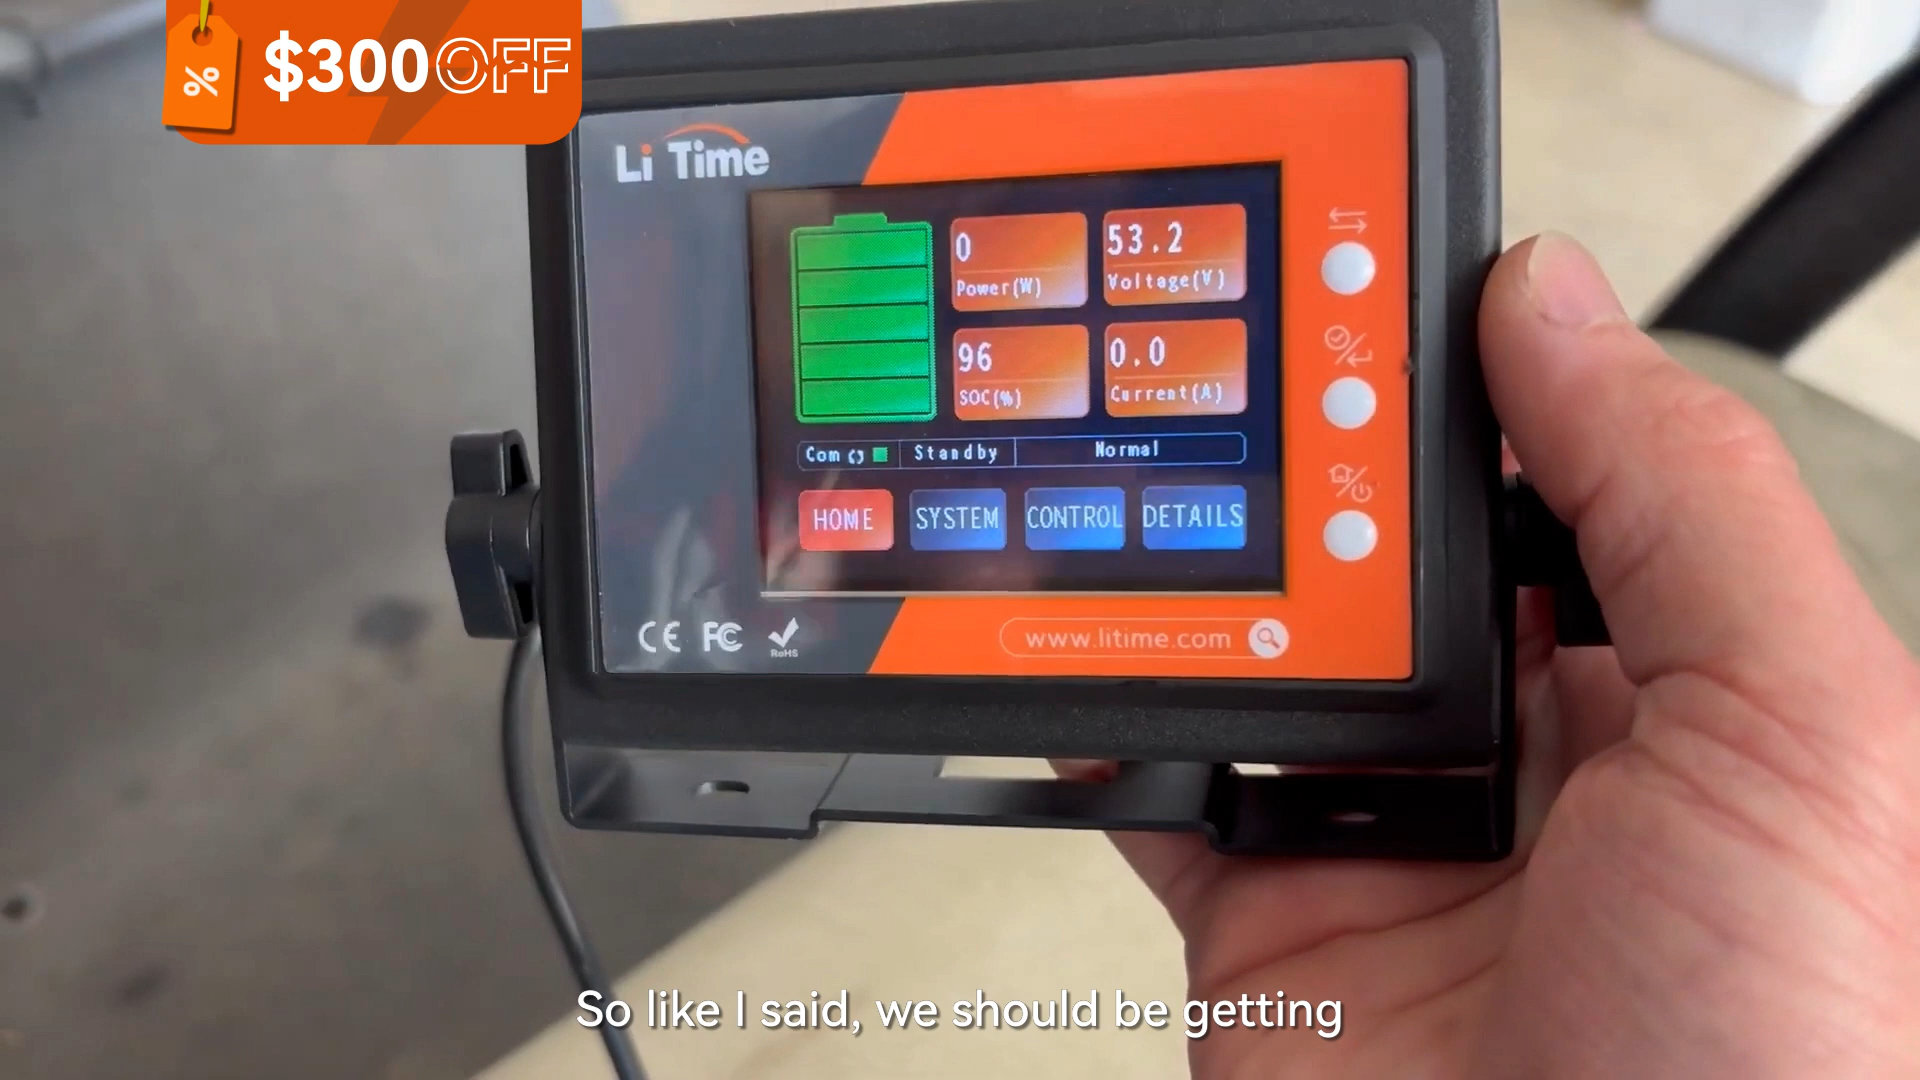 %
$300OFF
Li Time
0
Power(W)
53.2
Voltage(V)
96
SOC(%)
0.0
Current(A)
Com
Standby
Normal
HOME
SYSTEM
CONTROL
DETAILS
CE FC
RoHS
www.litime.com
So like I said, we should be getting